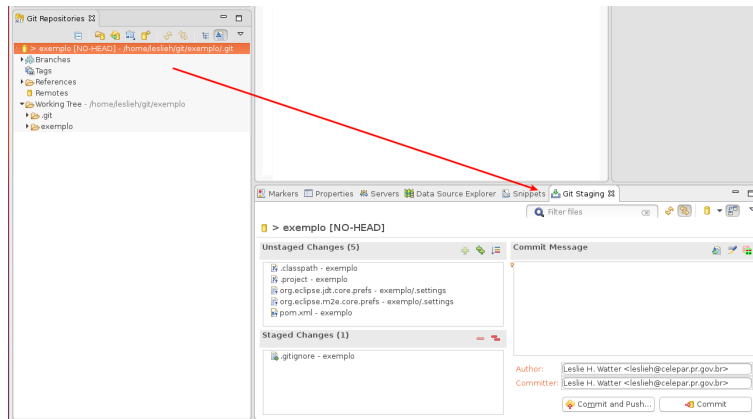 Git Repositories
> exemplo [NO-HEAD] - /home/leslieh/git/exemplo/.git
Branches
Tags
References
Remotes
Working Tree - /home/leslieh/git/exemplo
.git
exemplo
Markers Properties Servers Data Source Explorer Snippets Git Staging
Filter files
> exemplo [NO-HEAD]
Unstaged Changes (5)
.classpath - exemplo
.project - exemplo
org.eclipse.jdt.core.prefs - exemplo/.settings
org.eclipse.m2e.core.prefs - exemplo/.settings
pom.xml - exemplo
Staged Changes (1)
.gitignore - exemplo
Commit Message
Author: Leslie H. Watter <leslieh@celepar.pr.gov.br>
Committer: Leslie H. Watter <leslieh@celepar.pr.gov.br>
Commit and Push... Commit